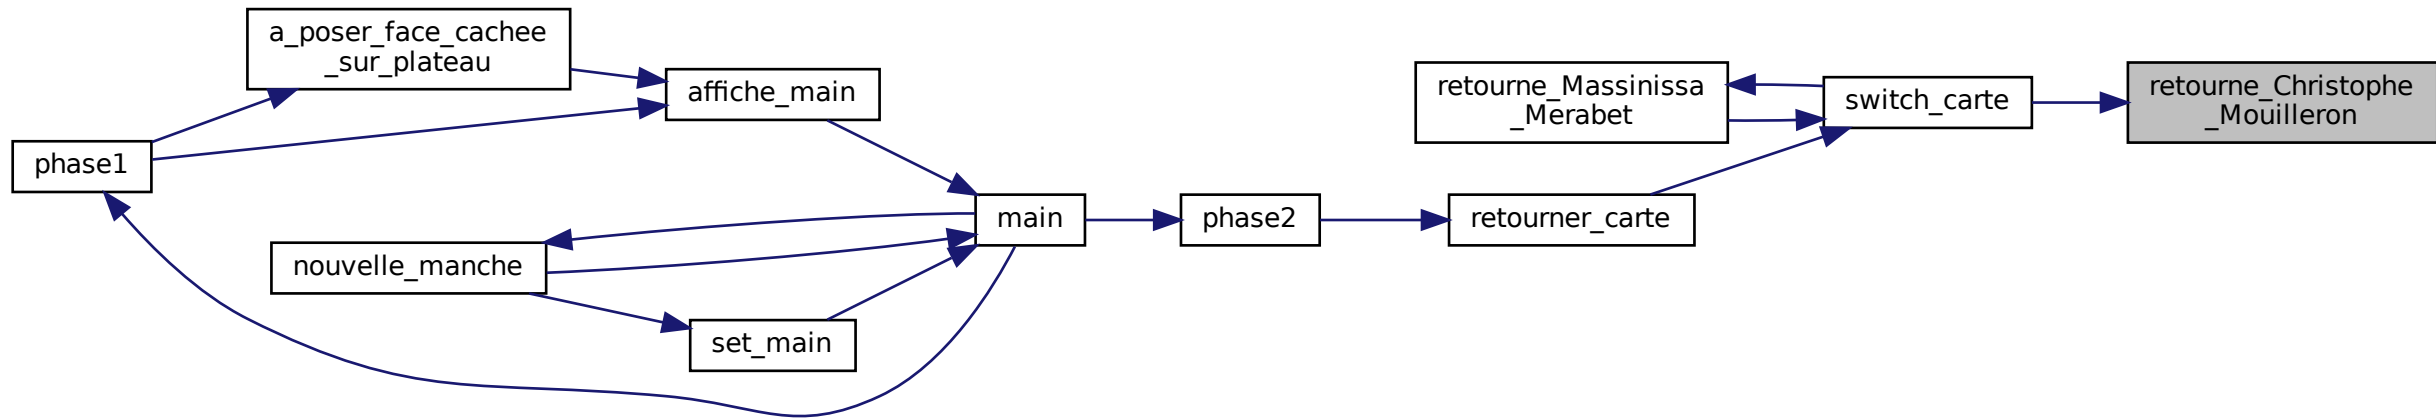 a_poser_face_cachee
_sur_plateau
affiche_main
phase1
nouvelle_manche
set_main
main
phase2
retourne_Massinissa
_Merabet
retourner_carte
switch_carte
retourne_Christophe
_Mouilleron